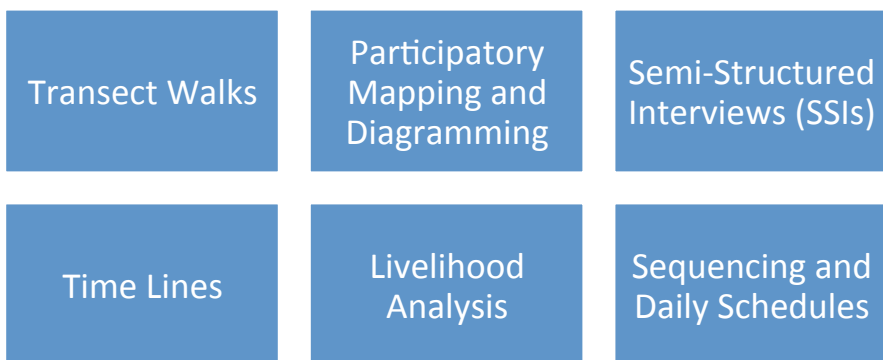 Transect Walks
Participatory
Mapping and
Diagramming
Semi-Structured
Interviews (SSIs)
Time Lines
Livelihood
Analysis
Sequencing and
Daily Schedules